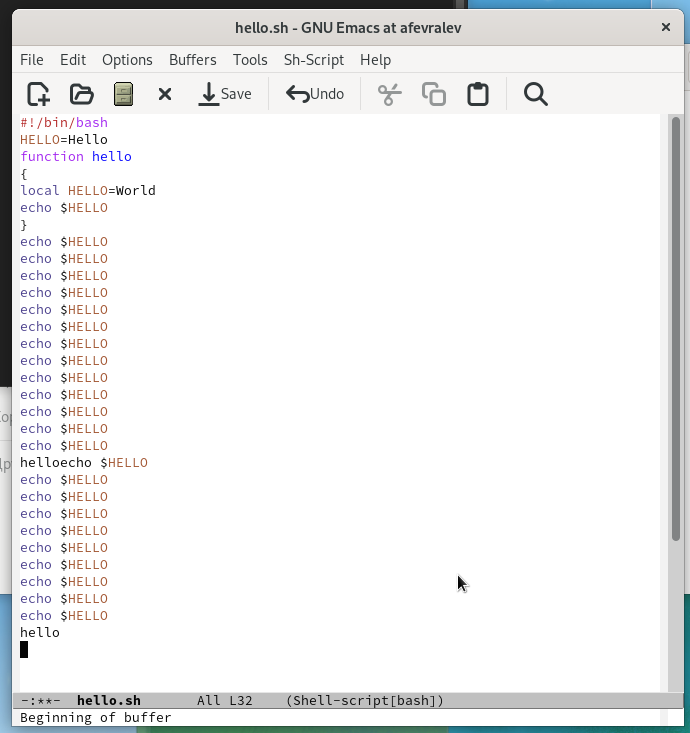 hello.sh - GNU Emacs at afevralev
×
File Edit Options Buffers Tools Sh-Script Help
Save Undo
#!/bin/bash
HELLO=Hello
function hello
{
local HELLO=World
echo $HELLO
}
echo $HELLO
echo $HELLO
echo $HELLO
echo $HELLO
echo $HELLO
echo $HELLO
echo $HELLO
echo $HELLO
echo $HELLO
echo $HELLO
echo $HELLO
echo $HELLO
echo $HELLO
helloecho $HELLO
echo $HELLO
echo $HELLO
echo $HELLO
echo $HELLO
echo $HELLO
echo $HELLO
echo $HELLO
echo $HELLO
echo $HELLO
hello
-:**- hello.sh All L32 (Shell-script[bash])
Beginning of buffer